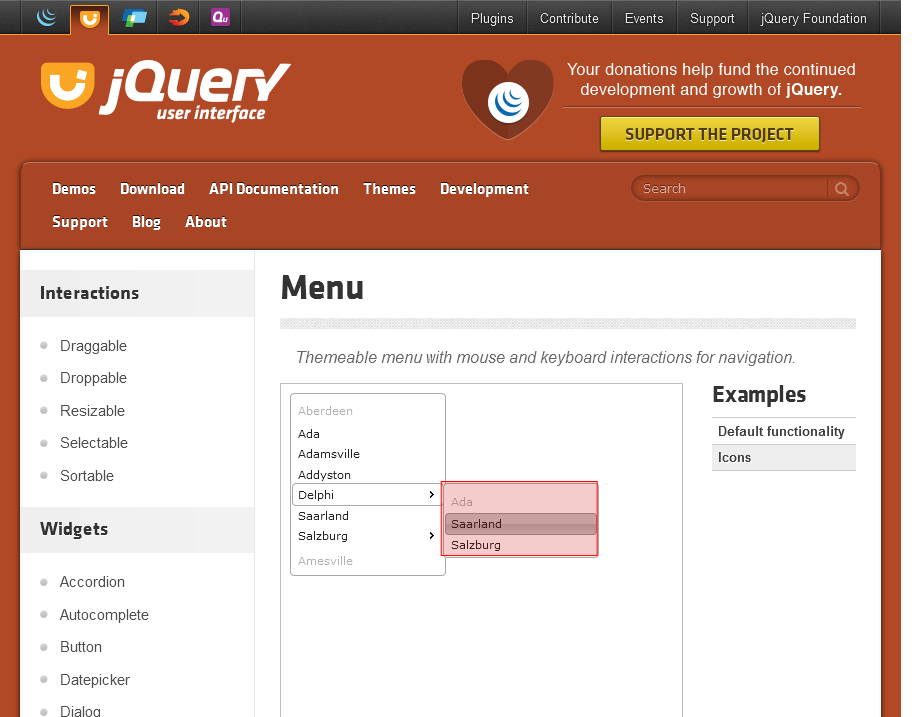 Qu
Plugins
Contribute
Events
Support
jQuery Foundation
jQuery
user interface
Your donations help fund the continued
development and growth of jQuery.
SUPPORT THE PROJECT
Demos
Download
API Documentation
Themes
Development
Support
Blog
About
Search
Interactions
Draggable
Droppable
Resizable
Selectable
Sortable
Widgets
Accordion
Autocomplete
Button
Datepicker
Dialog
Menu
Themeable menu with mouse and keyboard interactions for navigation.
Aberdeen
Ada
Adamsville
Addyston
Delphi
Saarland
Salzburg
Amesville
Ada
Saarland
Salzburg
Examples
Default functionality
Icons